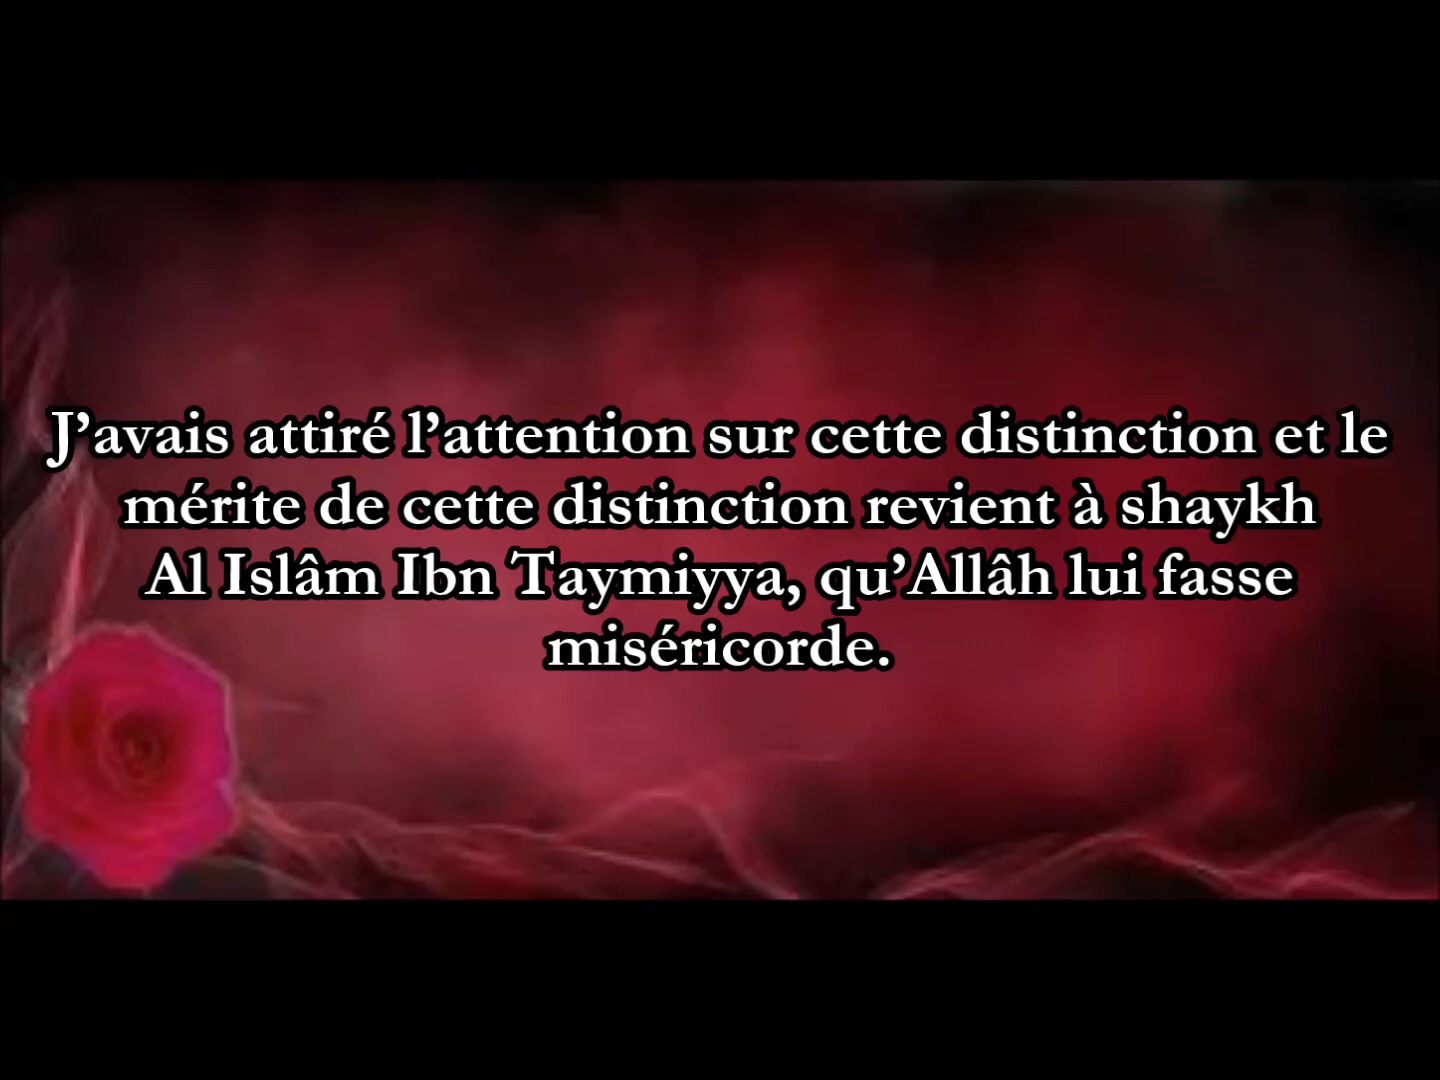 J’avais attiré l’attention sur cette distinction et le
mérite de cette distinction revient à shaykh
Al Islâm Ibn Taymiyya, qu’Allâh lui fasse
miséricorde.